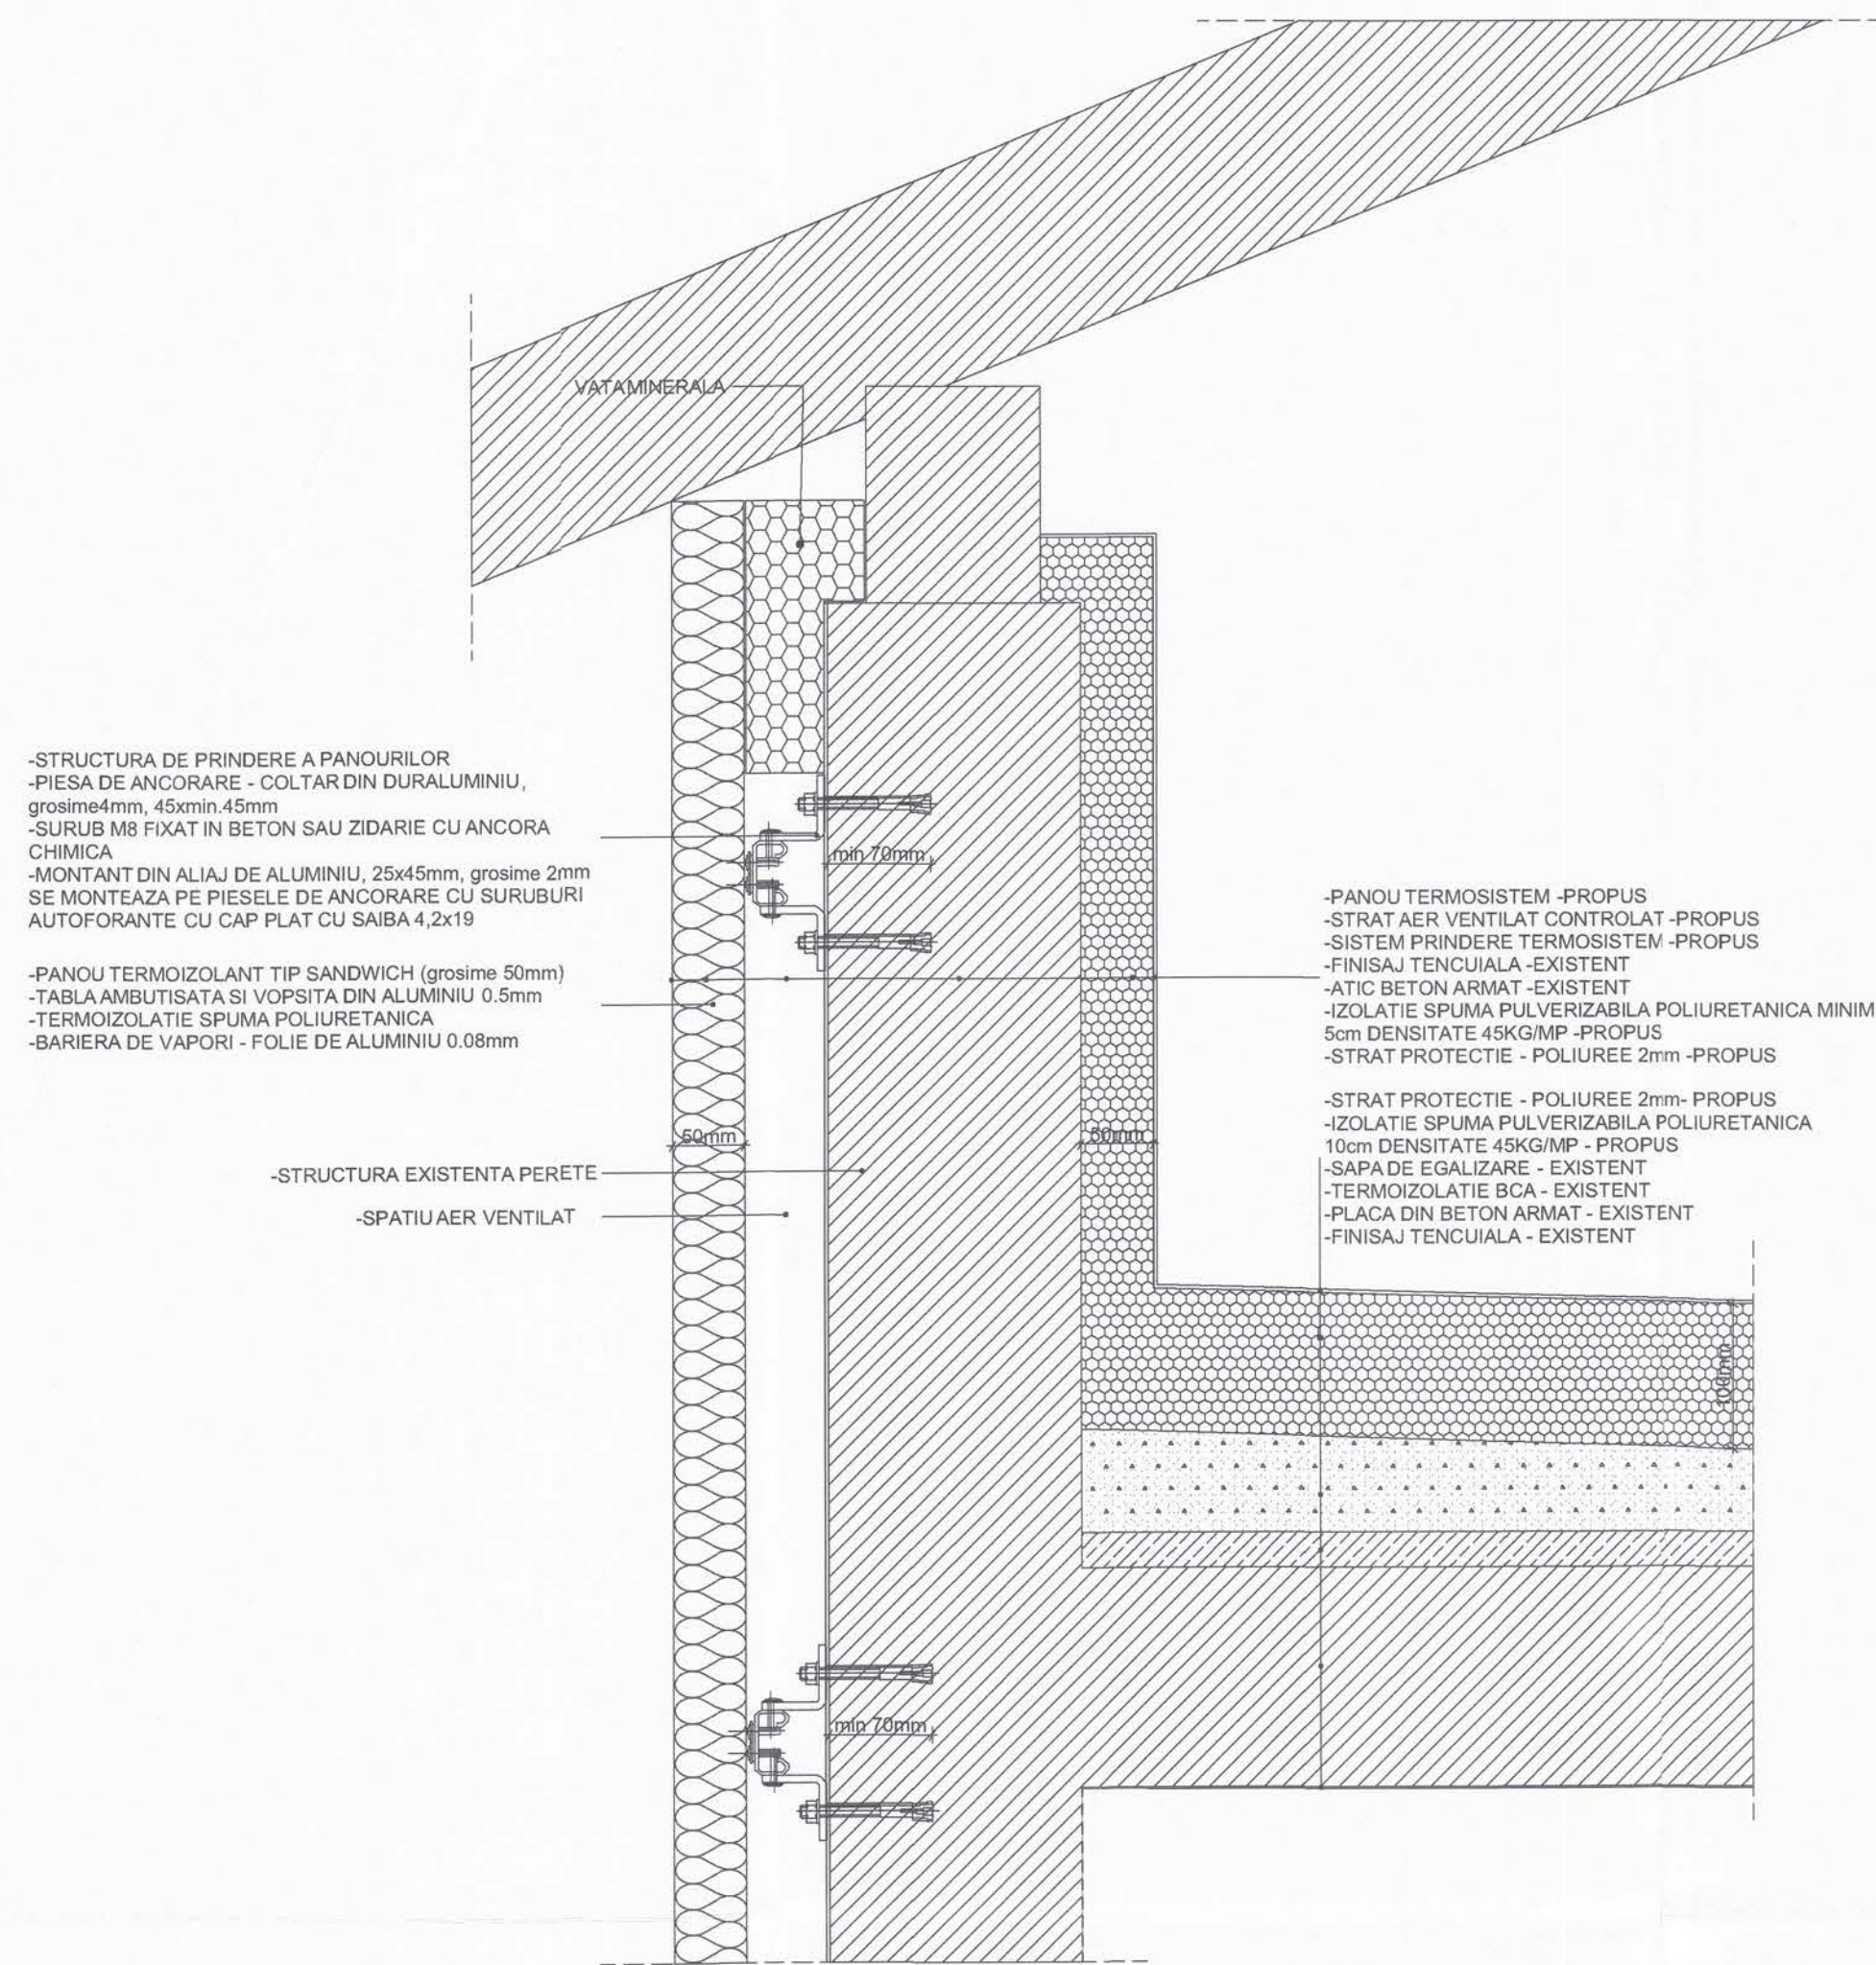 VATAMINERALA
-STRUCTURA DE PRINDERE A PANOURILOR
-PIESA DE ANCORARE - COLTAR DIN DURALUMINIU,
grosime4mm, 45xmin.45mm
-SURUB M8 FIXAT IN BETON SAU ZIDARIE CU ANCORA
CHIMICA
-MONTANT DIN ALIAJ DE ALUMINIU, 25x45mm, grosime 2mm
SE MONTEAZA PE PIESELE DE ANCORARE CU SURUBURI
AUTOFORANTE CU CAP PLAT CU SAIBA 4,2x19
-PANOU TERMOIZOLANT TIP SANDWICH (grosime 50mm)
-TABLA AMBUTISATA SI VOPSITA DIN ALUMINIU 0.5mm
-TERMOIZOLATIE SPUMA POLIURETANICA
-BARIERA DE VAPORI - FOLIE DE ALUMINIU 0.08mm
-STRUCTURA EXISTENTA PERETE
-SPATIU AER VENTILAT
min 70mm
50mm
50mm
-PANOU TERMOSISTEM -PROPUS
-STRAT AER VENTILAT CONTROLAT -PROPUS
-SISTEM PRINDERE TERMOSISTEM -PROPUS
-FINISAJ TENCUIALA -EXISTENT
-ATIC BETON ARMAT -EXISTENT
-IZOLATIE SPUMA PULVERIZABILA POLIURETANICA MINIM
5cm DENSITATE 45KG/MP -PROPUS
-STRAT PROTECTIE - POLIUREE 2mm -PROPUS
-STRAT PROTECTIE - POLIUREE 2mm- PROPUS
-IZOLATIE SPUMA PULVERIZABILA POLIURETANICA
10cm DENSITATE 45KG/MP - PROPUS
-SAPA DE EGALIZARE - EXISTENT
-TERMOIZOLATIE BCA - EXISTENT
-PLACA DIN BETON ARMAT - EXISTENT
-FINISAJ TENCUIALA - EXISTENT
100mm
min 70mm